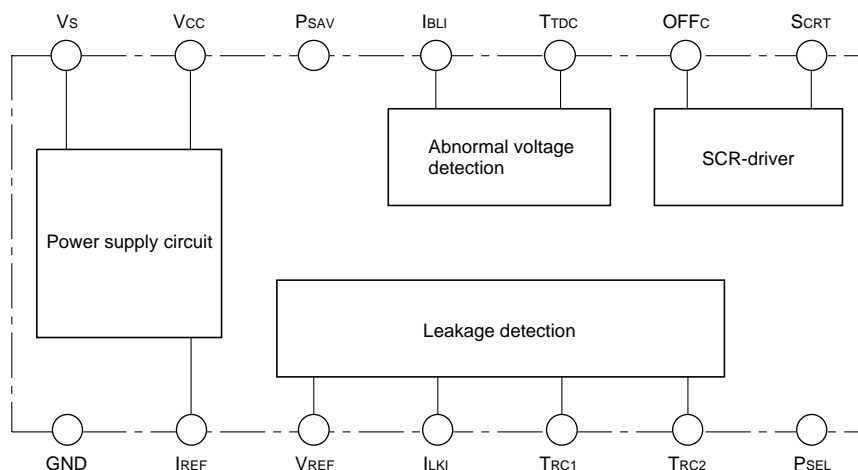 VS VCC PSAV IBLI TTDC OFFC SCRT
Abnormal voltage
detection
SCR-driver
Power supply circuit
Leakage detection
GND IREF VREF ILKI TRC1 TRC2 PSEL